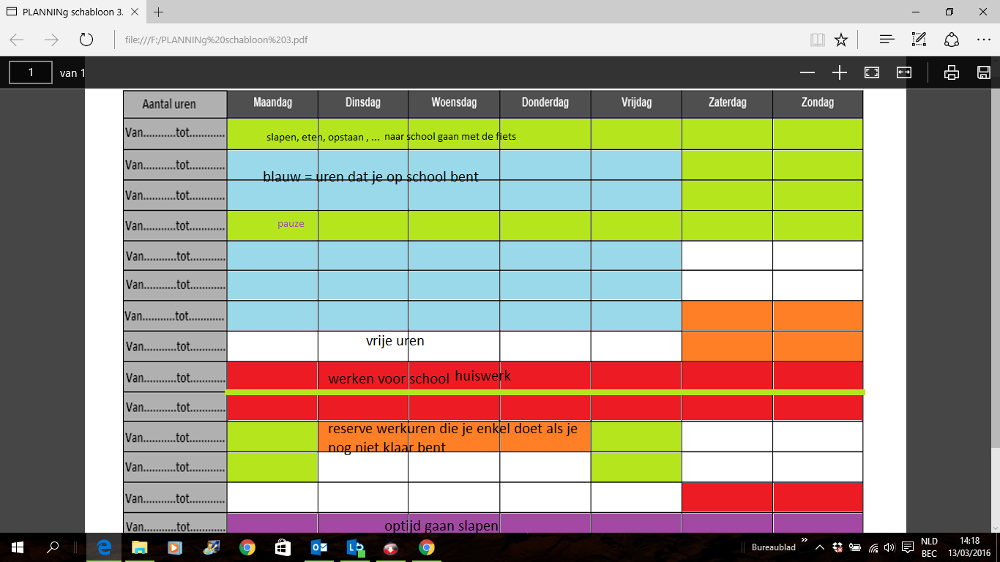 PLANNINg schabloon 3.
file:///F:/PLANNINg%20schabloon%203.pdf
1 van 1
Aantal uren Maandag Dinsdag Woensdag Donderdag Vrijdag Zaterdag Zondag
Van...........tot............ slapen, eten, opstaan , ... naar school gaan met de fiets
Van...........tot............
blauw = uren dat je op school bent
Van...........tot............
Van...........tot............ pauze
Van...........tot............
Van...........tot............
Van...........tot............
Van...........tot............ vrije uren
Van...........tot............ werken voor school huiswerk
Van...........tot............
Van...........tot............ reserve werkuren die je enkel doet als je
nog niet klaar bent
Van...........tot............
Van...........tot............
Van...........tot............ optijd gaan slapen
Bureaublad NLD 14:18
BEC 13/03/2016